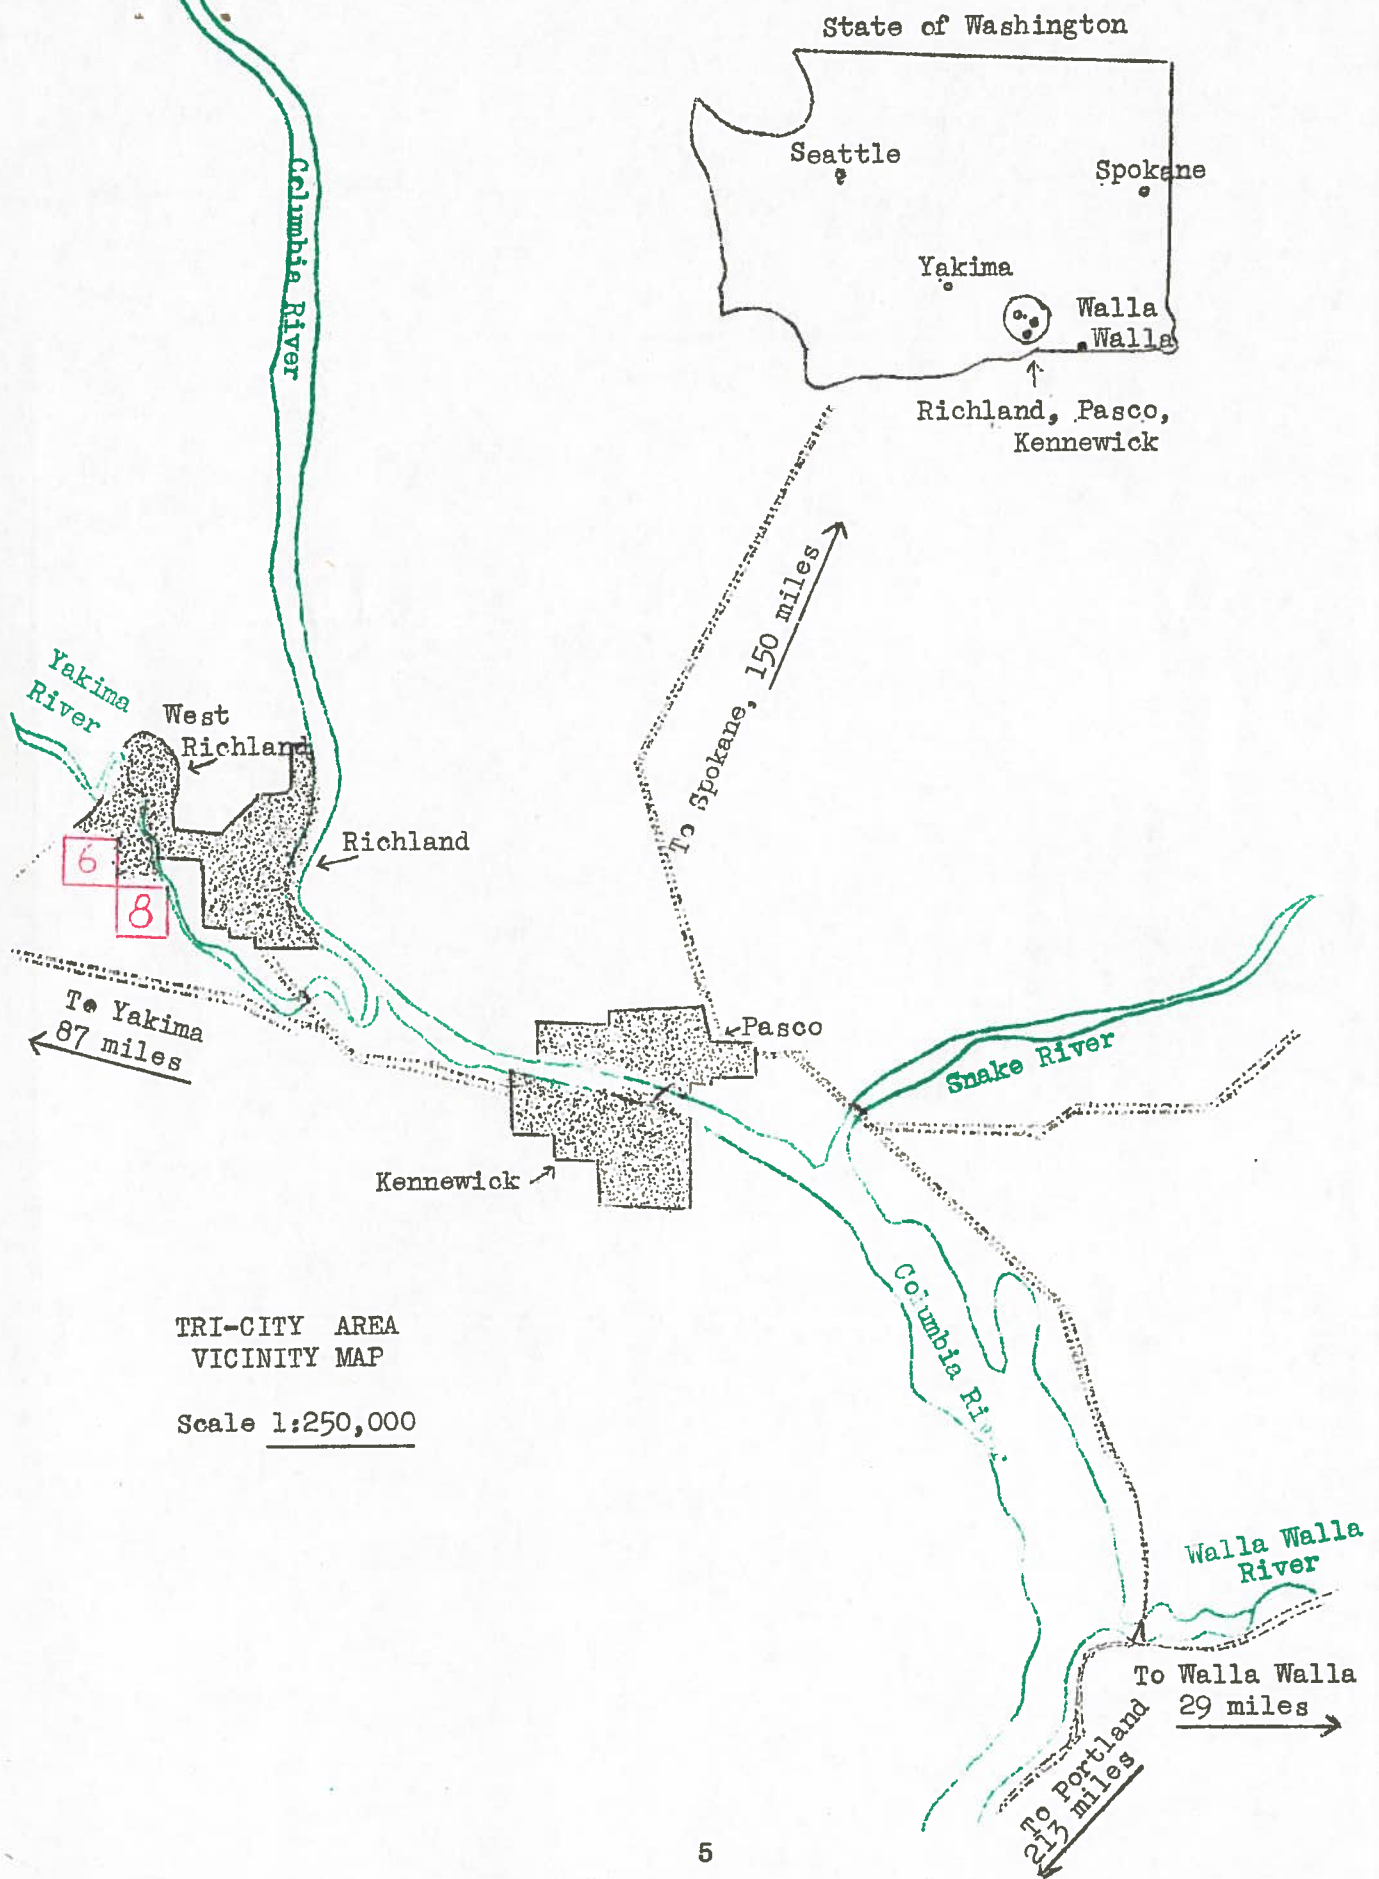 State of Washington
Seattle
Spokane
Yakima
Walla
Walla
Richland, Pasco,
Kennewick
Columbia River
To Spokane, 150 miles
Yakima
River
West
Richland
Richland
6
8
To Yakima
87 miles
Pasco
Snake River
Kennewick
Columbia
TRI-CITY AREA
VICINITY MAP
Scale 1:250,000
Walla Walla
River
To Walla Walla
29 miles
To Portland
213 miles
5